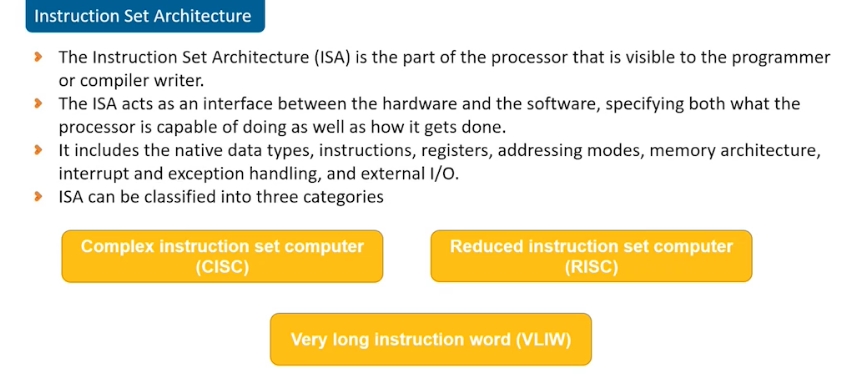 Instruction Set Architecture
The Instruction Set Architecture (ISA) is the part of the processor that is visible to the programmer
or compiler writer.
The ISA acts as an interface between the hardware and the software, specifying both what the
processor is capable of doing as well as how it gets done.
It includes the native data types, instructions, registers, addressing modes, memory architecture,
interrupt and exception handling, and external I/O.
ISA can be classified into three categories
Complex instruction set computer
(CISC)
Reduced instruction set computer
(RISC)
Very long instruction word (VLIW)